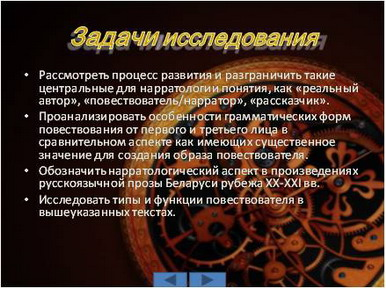 Задачи исследования
• Рассмотреть процесс развития и разграничить такие
центральные для нарратологии понятия, как «реальный
автор», «повествователь/нарратор», «рассказчик».
• Проанализировать особенности грамматических форм
повествования от первого и третьего лица в
сравнительном аспекте как имеющих существенное
значение для создания образа повествователя.
• Обозначить нарратологический аспект в произведениях
русскоязычной прозы Беларуси рубежа XX-XXI вв.
• Исследовать типы и функции повествователя в
вышеуказанных текстах.